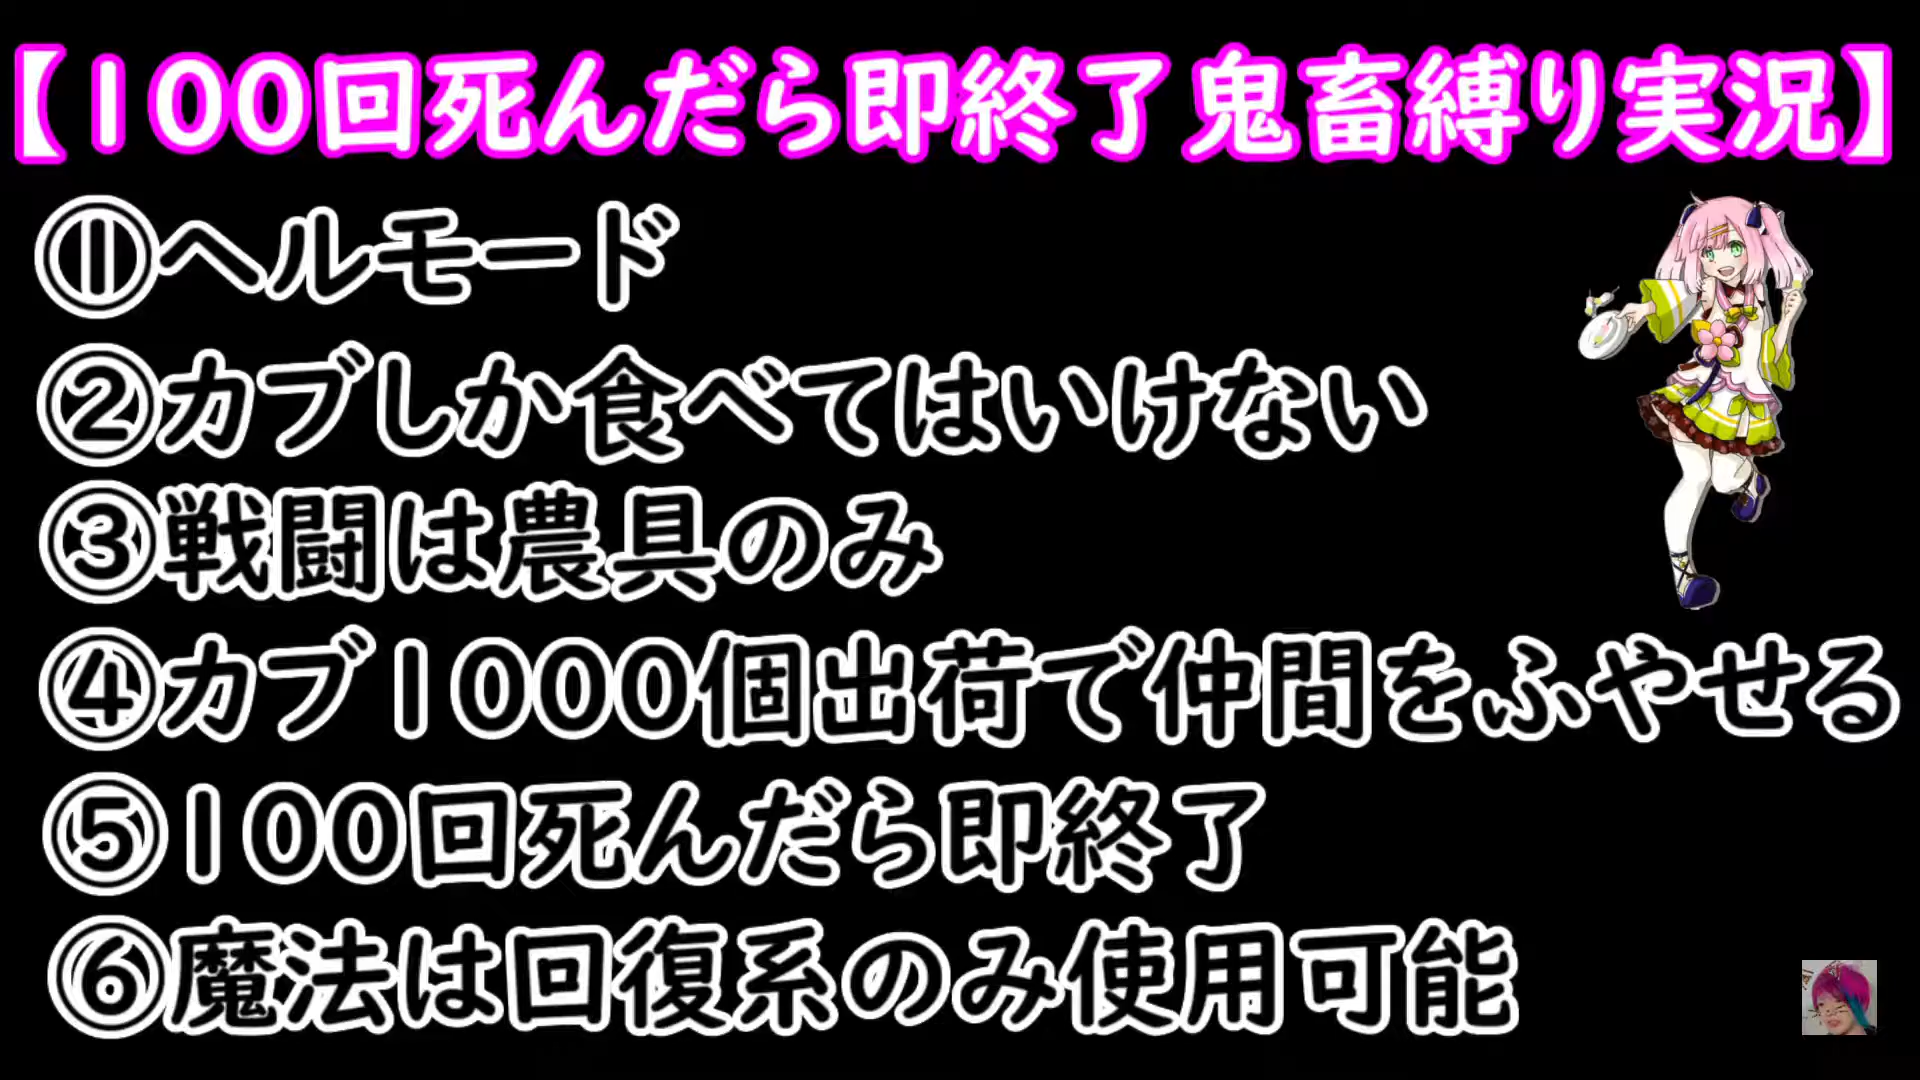 【100回死んだら即終了鬼畜縛り実況】
①ヘルモード
②カブしか食べてはいけない
③戦闘は農具のみ
④カブ1000個出荷で仲間をふやせる
⑤100回死んだら即終了
⑥魔法は回復系のみ使用可能